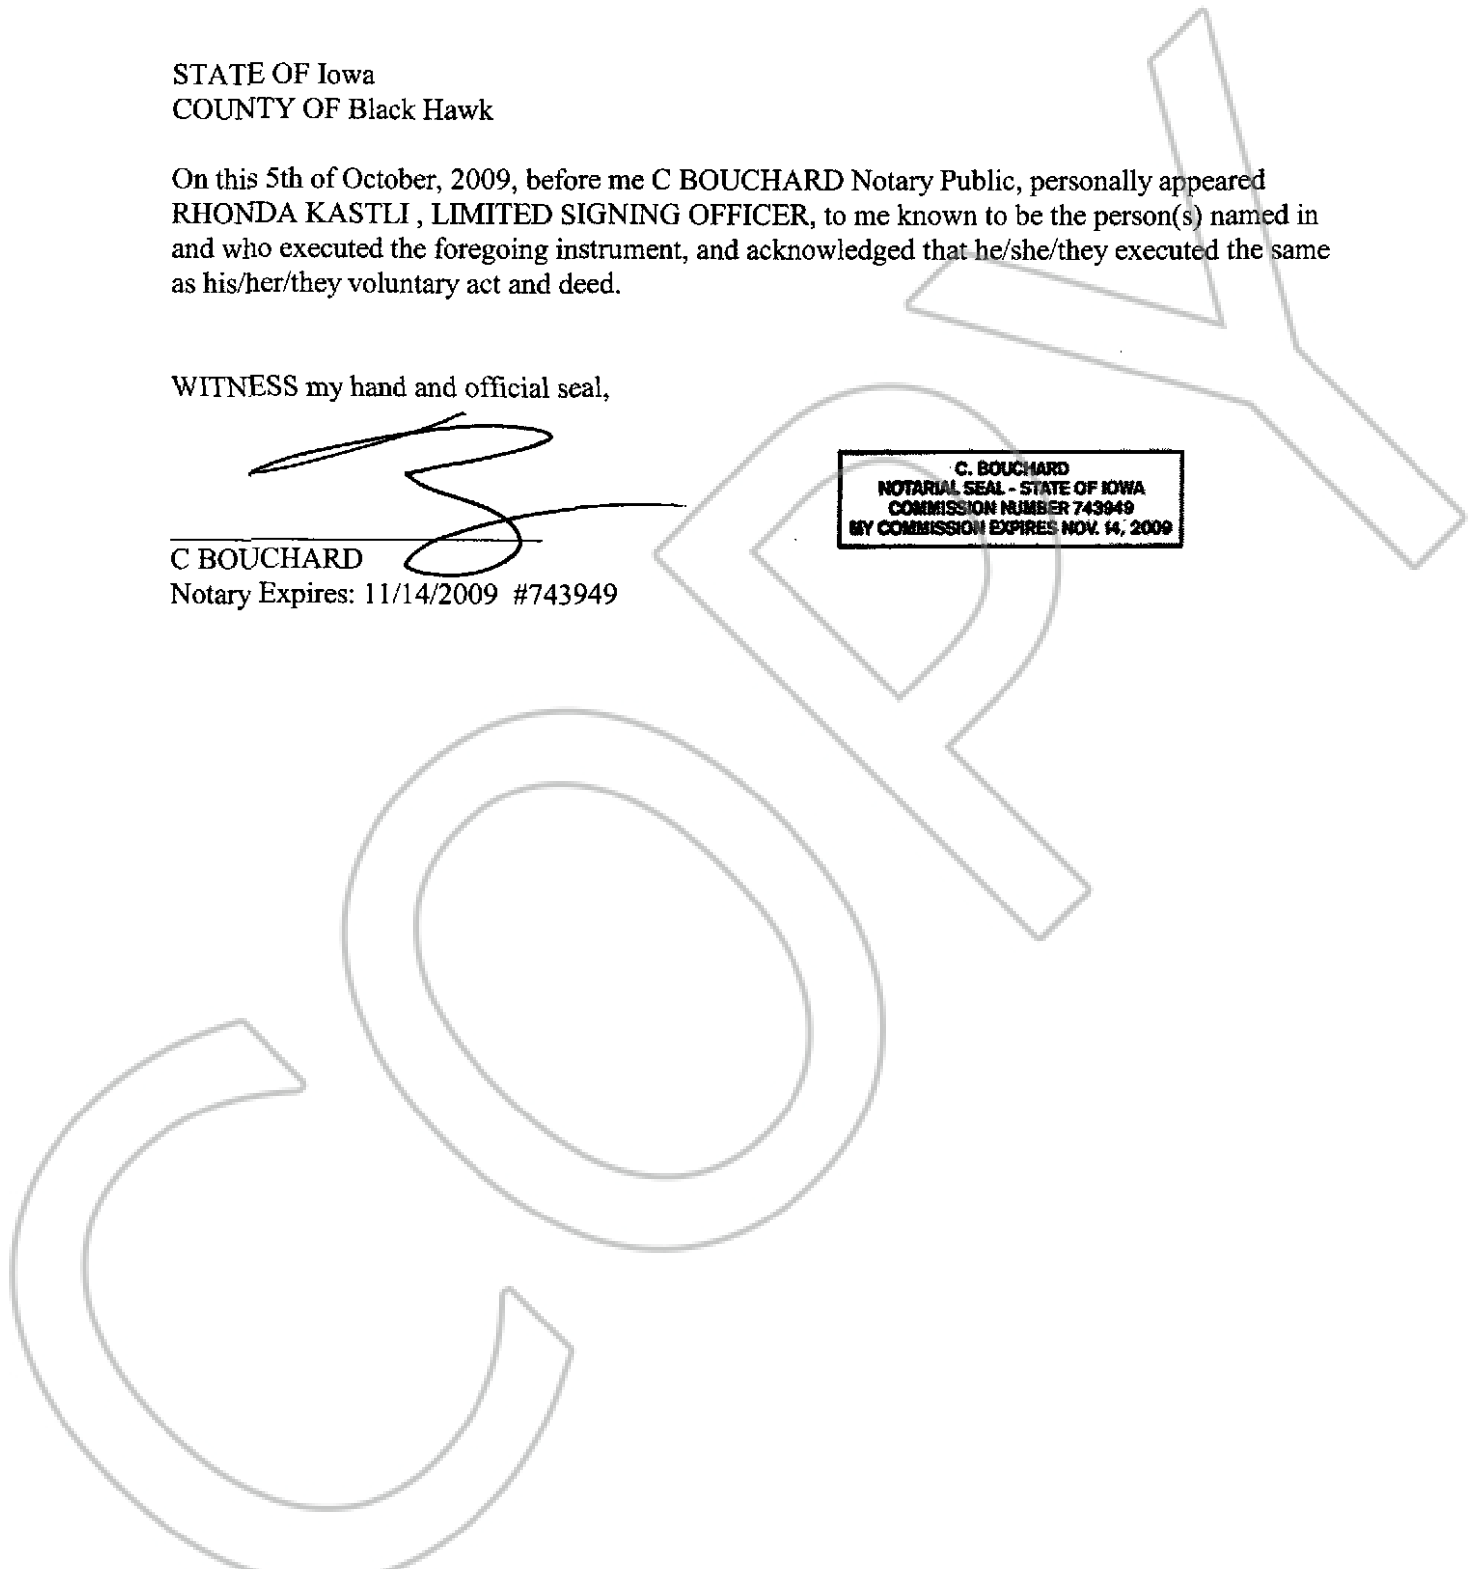 STATE OF Iowa
COUNTY OF Black Hawk
On this 5th of October, 2009, before me C BOUCHARD Notary Public, personally appeared
RHONDA KASTLI , LIMITED SIGNING OFFICER, to me known to be the person(s) named in
and who executed the foregoing instrument, and acknowledged that he/she/they executed the same
as his/her/they voluntary act and deed.
WITNESS my hand and official seal,
C. BOUCHARD
NOTARIAL SEAL - STATE OF IOWA
COMMISSION NUMBER 743949
MY COMMISSION EXPIRES NOV. 14, 2009
C BOUCHARD
Notary Expires: 11/14/2009 #743949
COPY